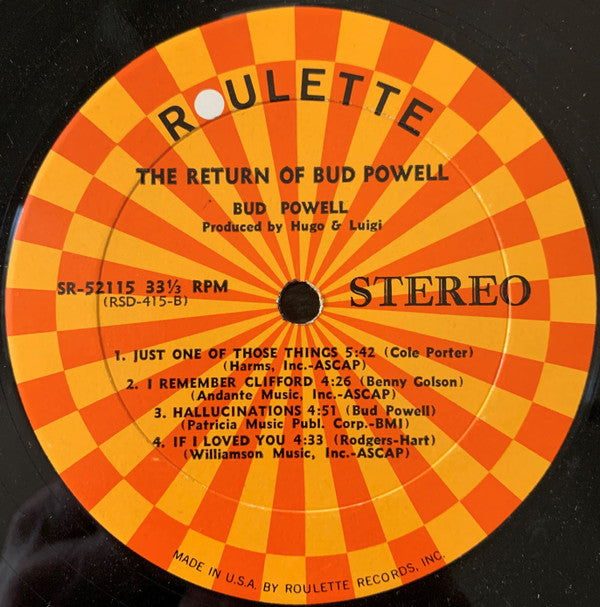 ROULETTE
THE RETURN OF BUD POWELL
BUD POWELL
Produced by Hugo & Luigi
SR-52115 33⅓ RPM
(RSD-415-B)
STEREO
1. JUST ONE OF THOSE THINGS 5:42 (Cole Porter)
(Harms, Inc.-ASCAP)
2. I REMEMBER CLIFFORD 4:26 (Benny Golson)
(Andante Music, Inc.-ASCAP)
3. HALLUCINATIONS 4:51 (Bud Powell)
(Patricia Music Publ. Corp.-BMI)
4. IF I LOVED YOU 4:33 (Rodgers-Hart)
(Williamson Music, Inc.-ASCAP)
MADE IN U.S.A. BY ROULETTE RECORDS, INC.